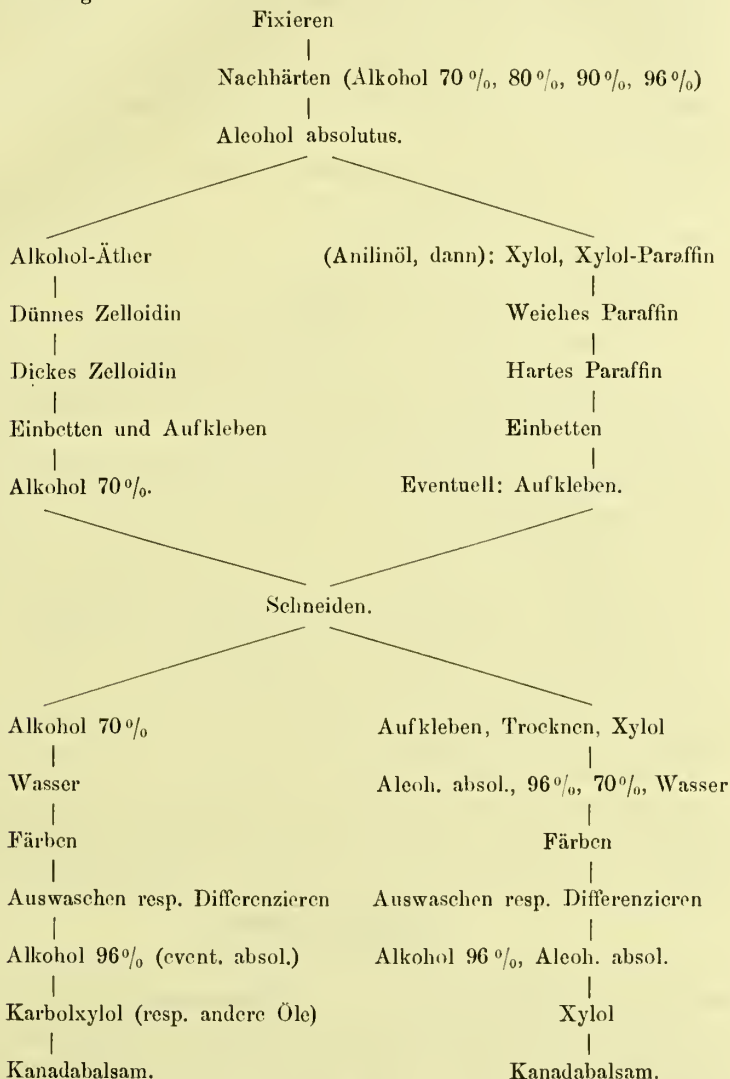 Fixieren
Nachhärten (Alkohol 70 %, 80 %, 90 %, 96 %)
Alcohol absolutus.
Alkohol-Äther
(Anilinöl, dann): Xylol, Xylol-Paraffin
Dünnes Zelloidin
Weiches Paraffin
Dickes Zelloidin
Hartes Paraffin
Einbetten und Aufkleben
Einbetten
Alkohol 70 %.
Eventuell: Aufkleben.
Schneiden.
Alkohol 70 %
Aufkleben, Trocknen, Xylol
Wasser
Alcoh. absol., 96 %, 70 %, Wasser
Färben
Färben
Auswaschen resp. Differenzieren
Auswaschen resp. Differenzieren
Alkohol 96 % (event. absol.)
Alkohol 96 %, Alcoh. absol.
Karbolxylol (resp. andere Öle)
Xylol
Kanadabalsam.
Kanadabalsam.